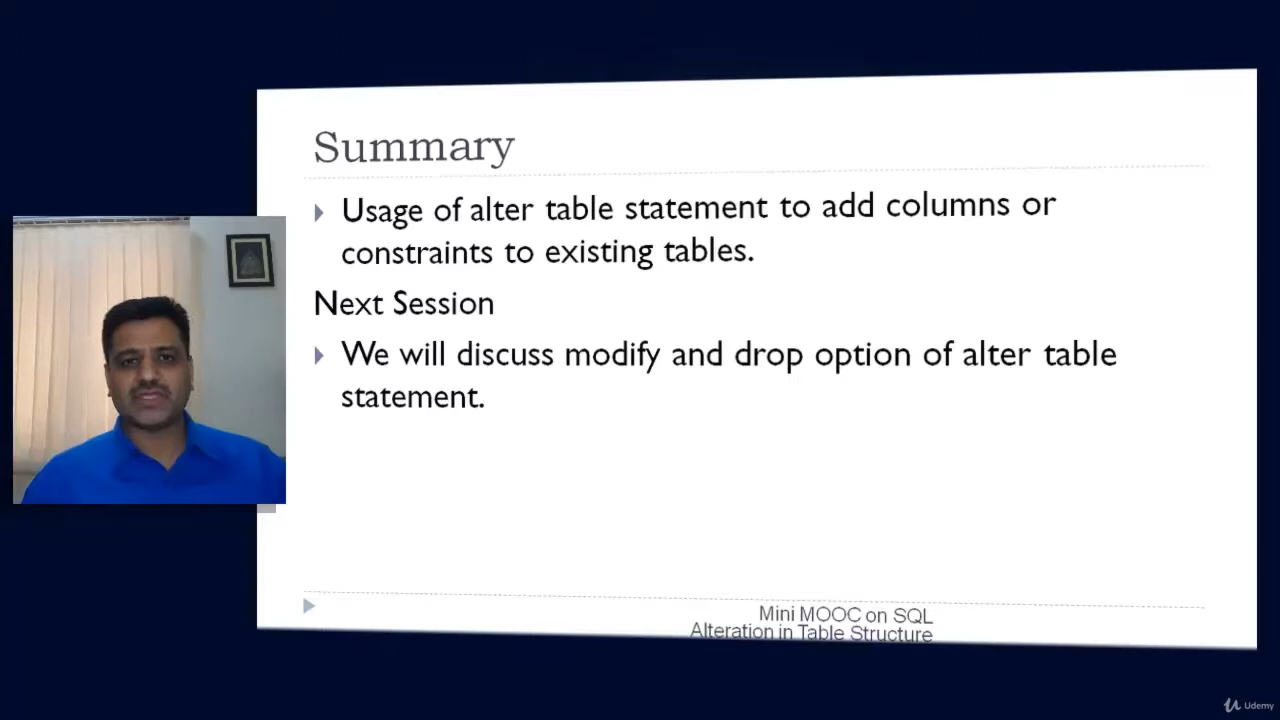 Summary
Usage of alter table statement to add columns or
constraints to existing tables.
Next Session
We will discuss modify and drop option of alter table
statement.
Mini MOOC on SQL
Alteration in Table Structure
Udemy